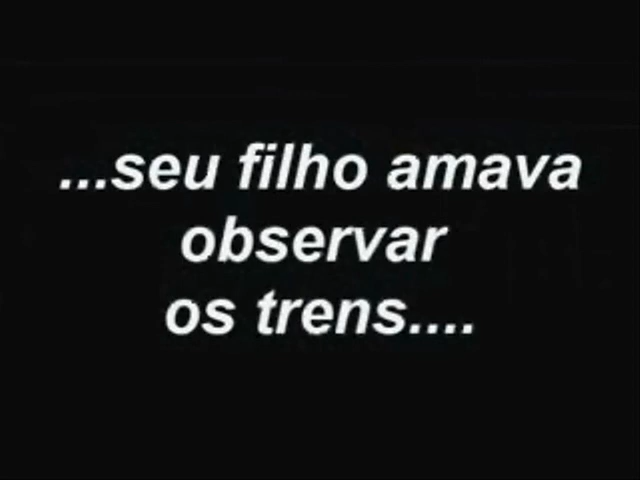 ...seu filho amava
observar
os trens....